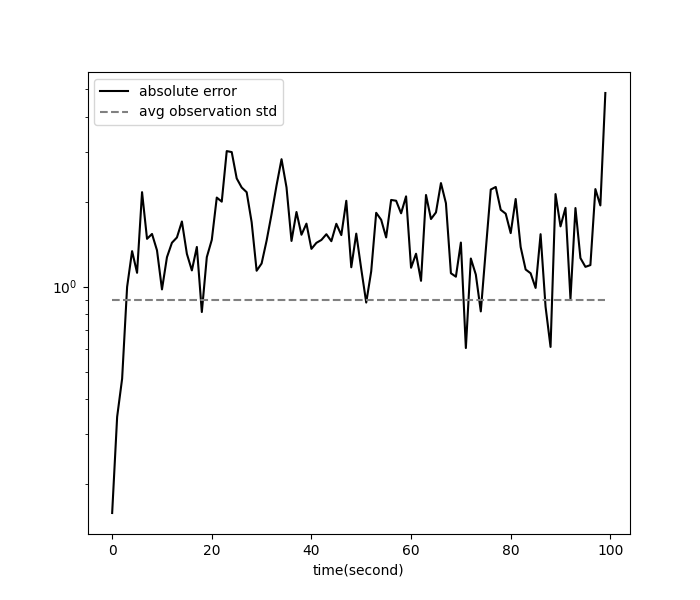 absolute error
avg observation std
10⁰
0 20 40 60 80 100
time(second)